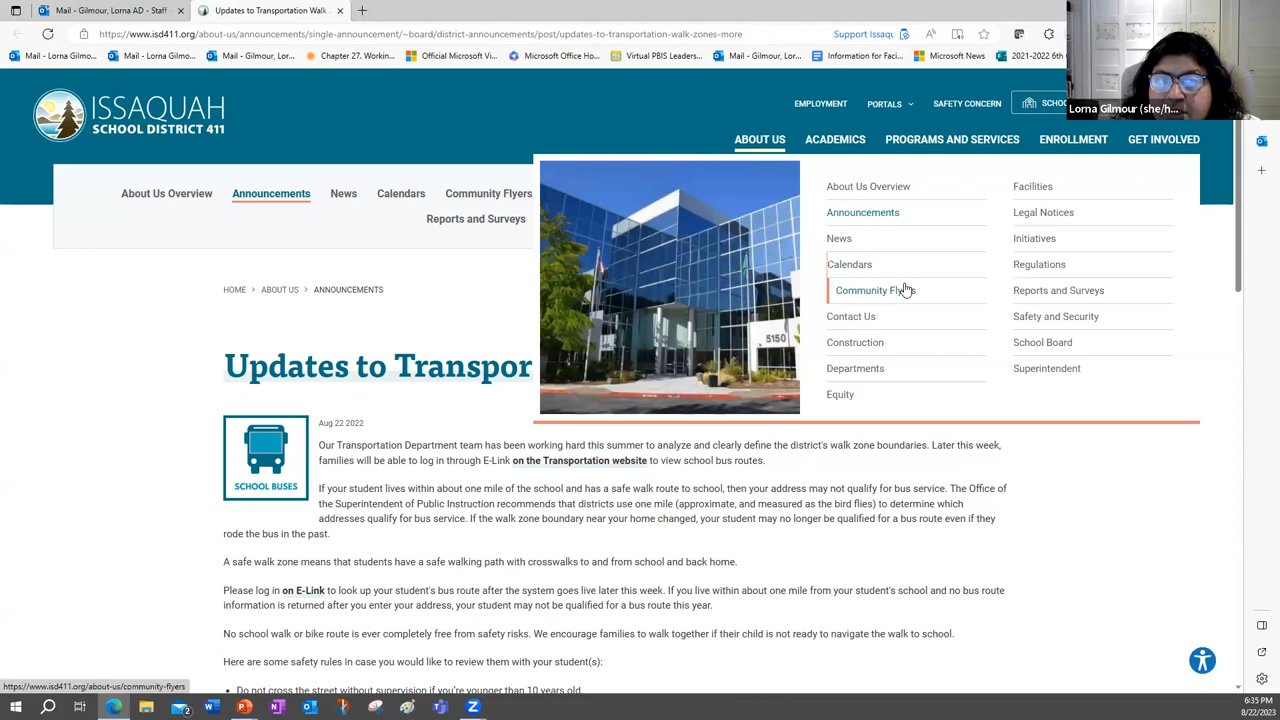 Mail - Gilmour, Lorna AD - Staff
Updates to Transportation Walk
https://www.isd411.org/about-us/announcements/single-announcement/~board/district-announcements/post/updates-to-transportation-walk-zones-more
Support Issaqu
Mail - Lorna Gilmo...
Mail - Gilmour, Lor...
Chapter 27. Workin...
Official Microsoft V...
Microsoft Office Ho...
Virtual PBIS Leaders...
Mail - Gilmour, Lor...
Information for Faci...
Microsoft News
2021-2022 6th
Lorna Gilmour (she/h...
ISSAQUAH
SCHOOL DISTRICT 411
EMPLOYMENT
PORTALS
SAFETY CONCERN
SCHOO
ABOUT US
ACADEMICS
PROGRAMS AND SERVICES
ENROLLMENT
GET INVOLVED
About Us Overview
Announcements
News
Calendars
Community Flyers
Reports and Surveys
5150
About Us Overview
Announcements
News
Calendars
Community Flyers
Contact Us
Construction
Departments
Equity
Facilities
Legal Notices
Initiatives
Regulations
Reports and Surveys
Safety and Security
School Board
Superintendent
HOME > ABOUT US > ANNOUNCEMENTS
Updates to Transpor
SCHOOL BUSES
Aug 22 2022
Our Transportation Department team has been working hard this summer to analyze and clearly define the district's walk zone boundaries. Later this week,
families will be able to log in through E-Link on the Transportation website to view school bus routes.
If your student lives within about one mile of the school and has a safe walk route to school, then your address may not qualify for bus service. The Office of
the Superintendent of Public Instruction recommends that districts use one mile (approximate, and measured as the bird flies) to determine which
addresses qualify for bus service. If the walk zone boundary near your home changed, your student may no longer be qualified for a bus route even if they
rode the bus in the past.
A safe walk zone means that students have a safe walking path with crosswalks to and from school and back home.
Please log in on E-Link to look up your student's bus route after the system goes live later this week. If you live within about one mile from your student's school and no bus route
information is returned after you enter your address, your student may not be qualified for a bus route this year.
No school walk or bike route is ever completely free from safety risks. We encourage families to walk together if their child is not ready to navigate the walk to school.
Here are some safety rules in case you would like to review them with your student(s):
• Do not cross the street without supervision if you're younger than 10 years old.
https://www.isd411.org/about-us/community-flyers
6:35 PM
8/22/2023